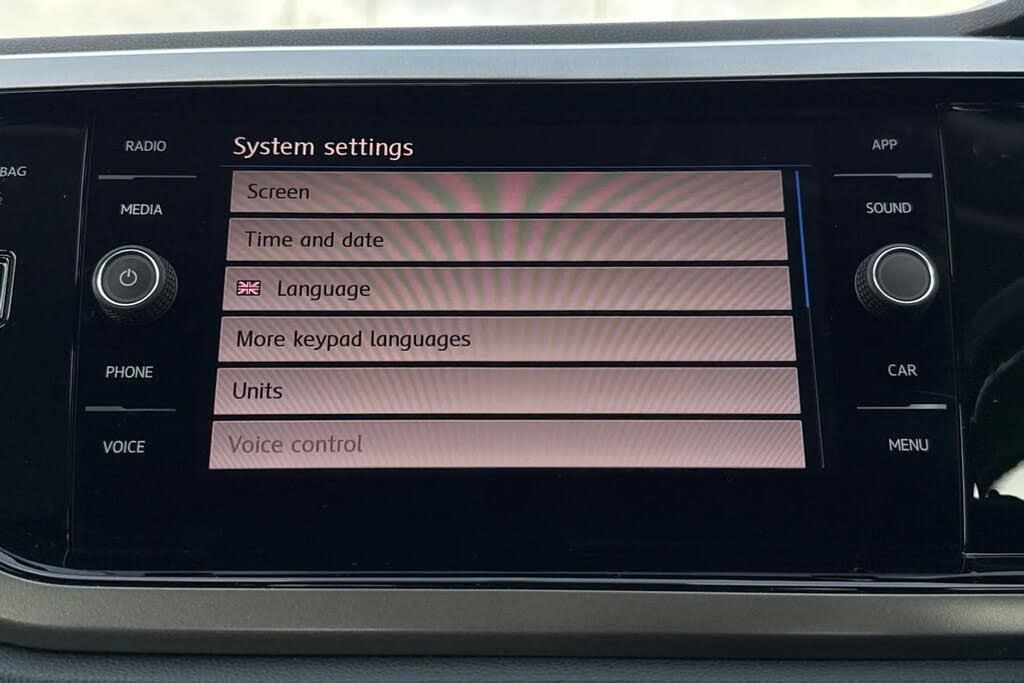 System settings
Screen
Time and date
Language
More keypad languages
Units
Voice control
BAG
RADIO
MEDIA
PHONE
VOICE
APP
SOUND
CAR
MENU